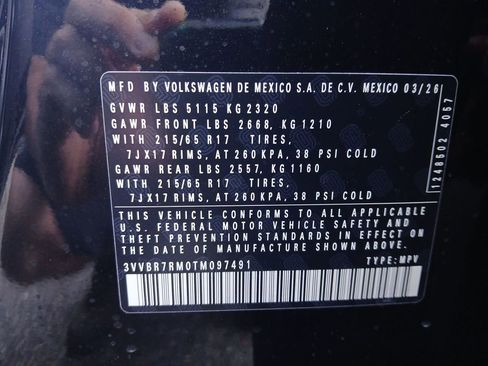 MFD BY VOLKSWAGEN DE MEXICO S.A. DE C.V. MEXICO 03/26
GVWR LBS 5115 KG 2320
GAWR FRONT LBS 2668, KG 1210
WITH 215/65 R17 TIRES,
7JX17 RIMS, AT 260 KPA, 38 PSI COLD
GAWR REAR LBS 2557, KG 1160
WITH 215/65 R17 TIRES,
7JX17 RIMS, AT 260 KPA, 38 PSI COLD
THIS VEHICLE CONFORMS TO ALL APPLICABLE
U.S. FEDERAL MOTOR VEHICLE SAFETY AND
THEFT PREVENTION STANDARDS IN EFFECT ON
THE DATE OF MANUFACTURE SHOWN ABOVE.
3VVBR7RM0TM097491 TYPE: MPV
1248502 4057